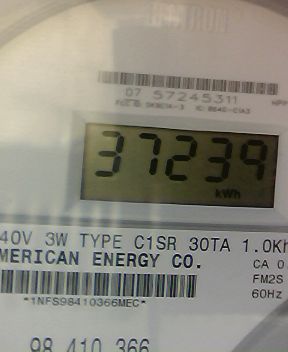 07 57245311
37239
kWh
40V 3W TYPE C1SR 30TA 1.0Kh
MERICAN ENERGY CO.
CA 0
FM2S
60Hz
*1NFS98410366MEC*
98 410 366